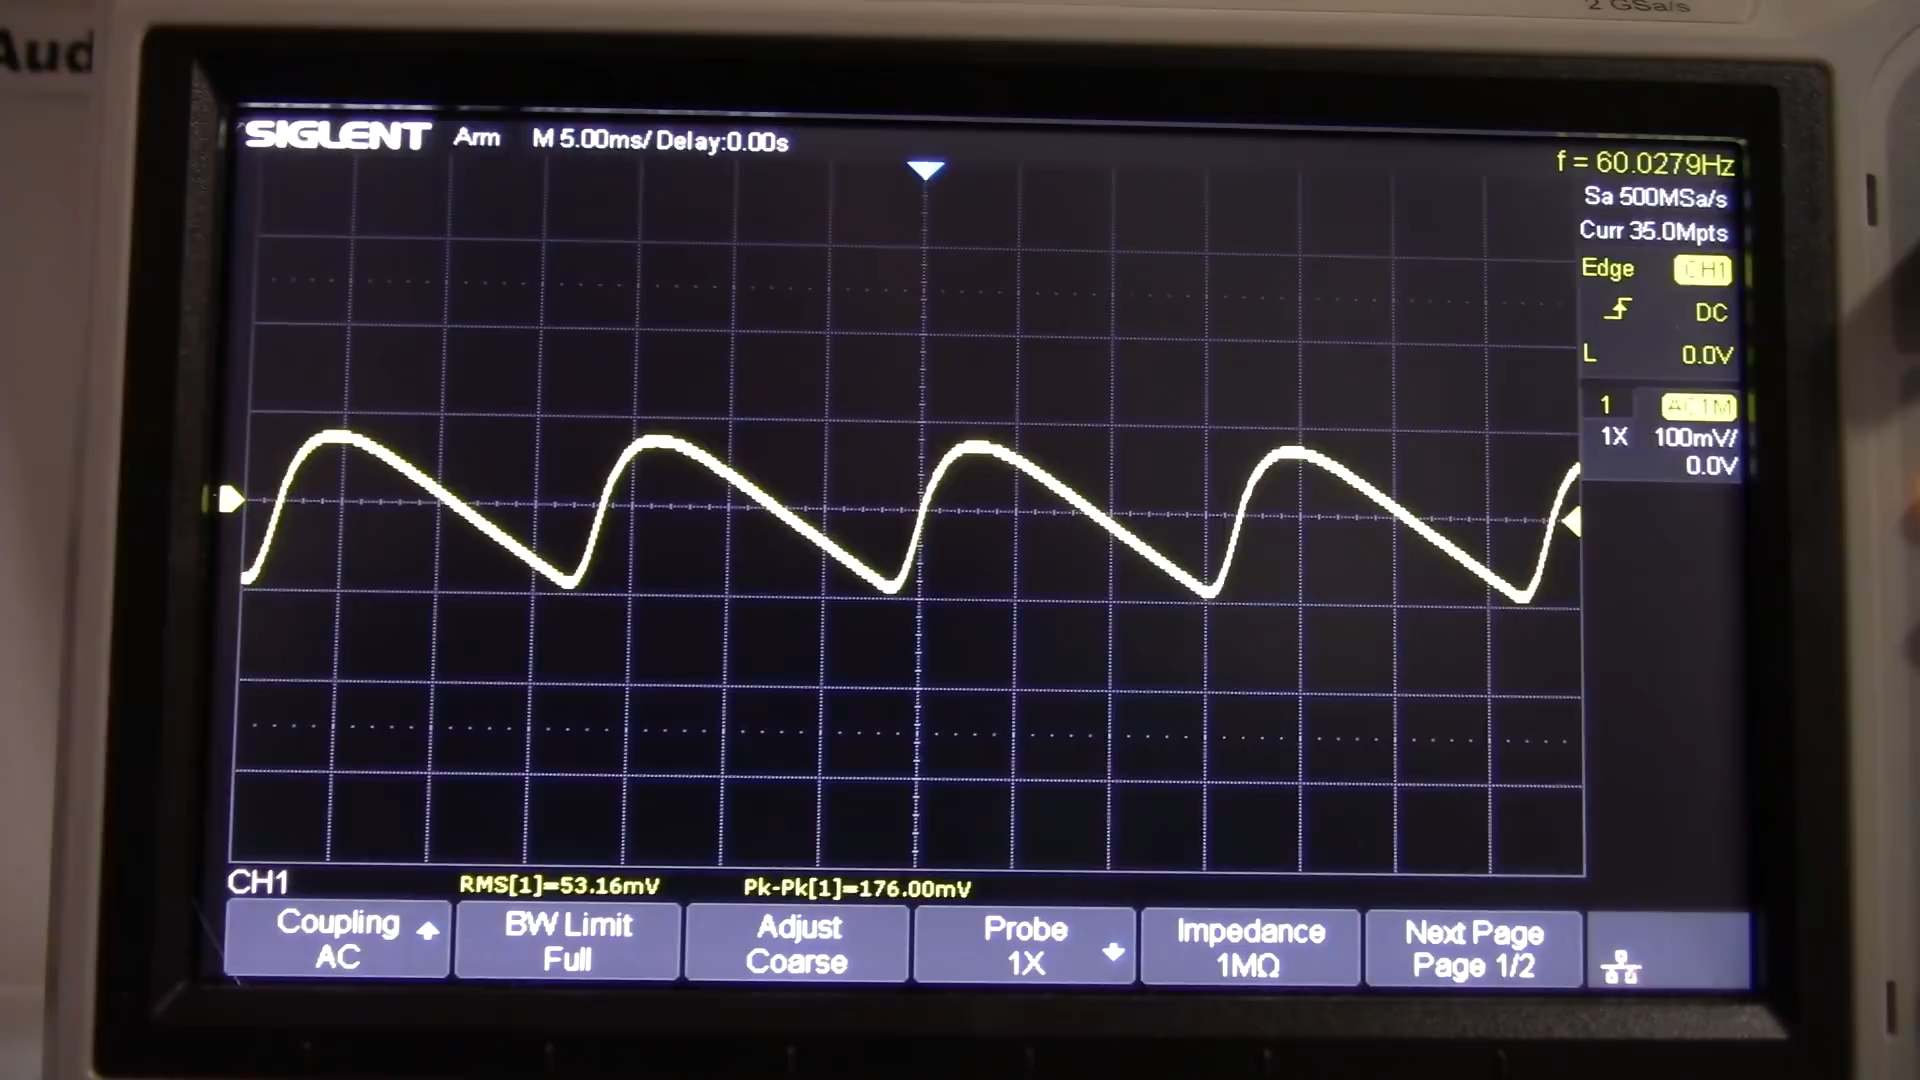 2 GSa/s
Aud
SIGLENT Arm M 5.00ms/ Delay:0.00s
f = 60.0279Hz
Sa 500MSa/s
Curr 35.0Mpts
Edge CH1
DC
L 0.0V
1 AC1M
1X 100mV/
0.0V
CH1 RMS[1]=53.16mV Pk-Pk[1]=176.00mV
Coupling BW Limit Adjust Probe Impedance Next Page
AC Full Coarse 1X 1MΩ Page 1/2